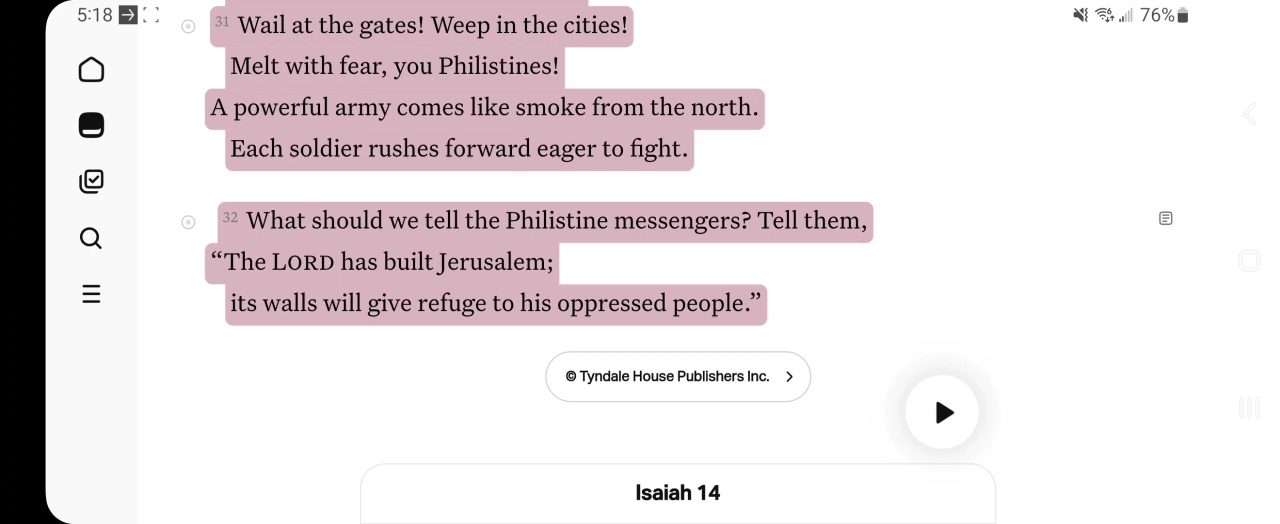 5:18
76%
31 Wail at the gates! Weep in the cities!
Melt with fear, you Philistines!
A powerful army comes like smoke from the north.
Each soldier rushes forward eager to fight.
32 What should we tell the Philistine messengers? Tell them,
“The LORD has built Jerusalem;
its walls will give refuge to his oppressed people.”
© Tyndale House Publishers Inc.
Isaiah 14